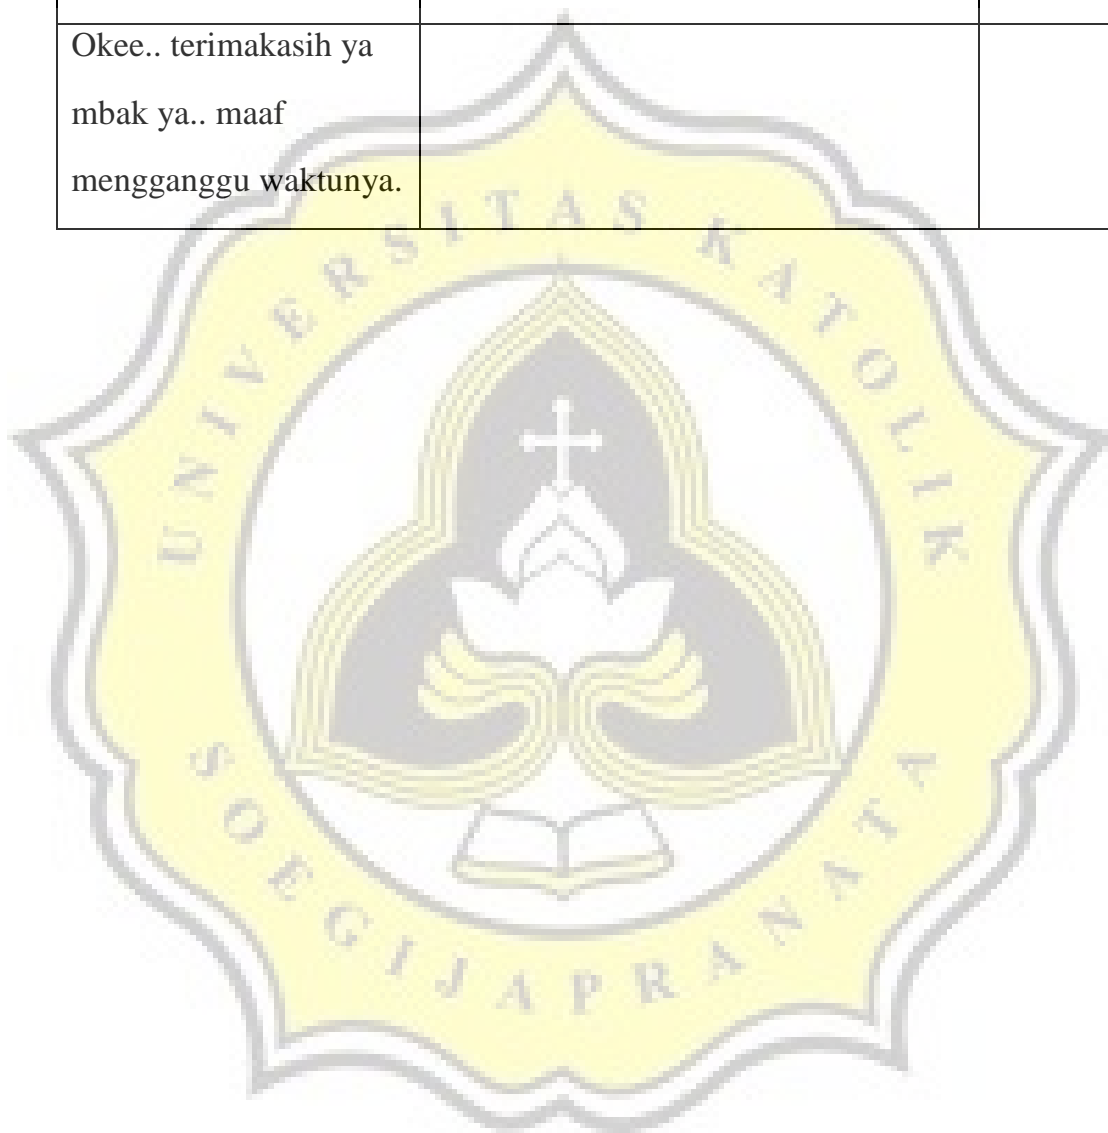 Okee.. terimakasih ya
mbak ya.. maaf
mengganggu waktunya.
UNIVERSITAS KATOLIK
SOEGIJAPRANATA